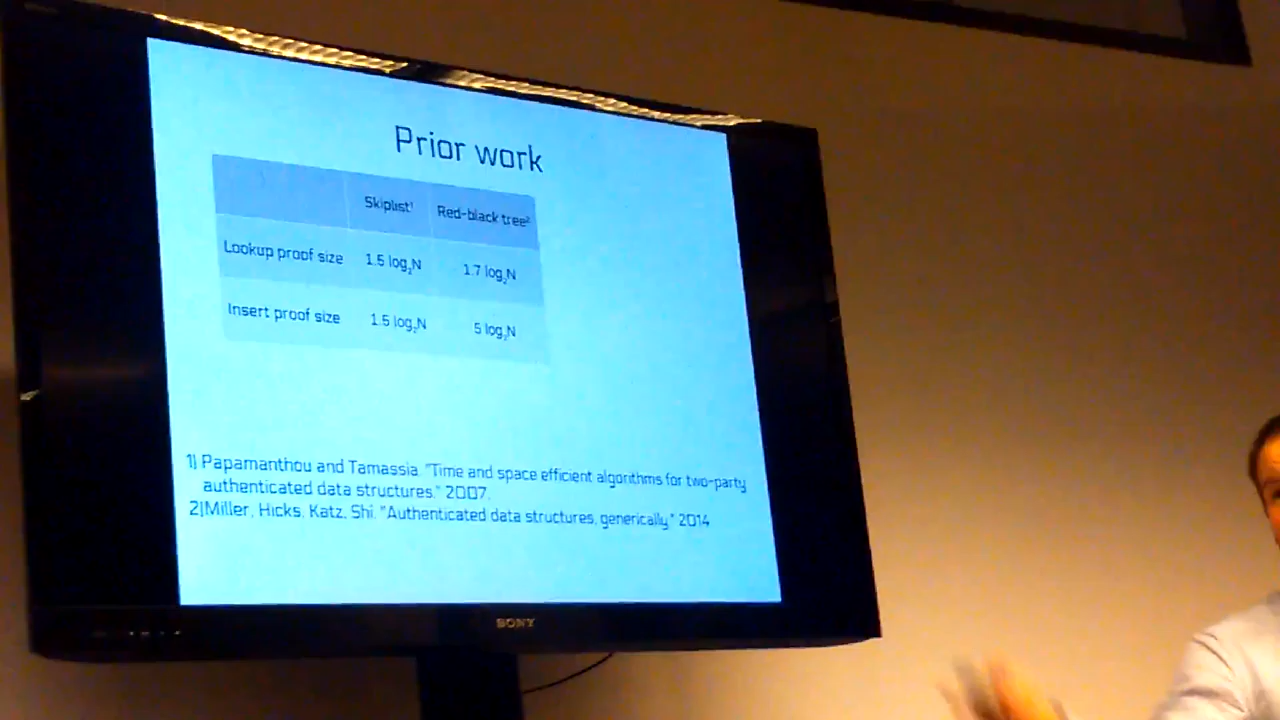 Prior work
Skiplist¹ Red-black tree²
Lookup proof size 1.5 log₂N 1.7 log₂N
Insert proof size 1.5 log₂N 5 log₂N
1) Papamanthou and Tamassia. "Time and space efficient algorithms for two-party
authenticated data structures." 2007.
2)Miller, Hicks, Katz, Shi. "Authenticated data structures, generically." 2014
SONY